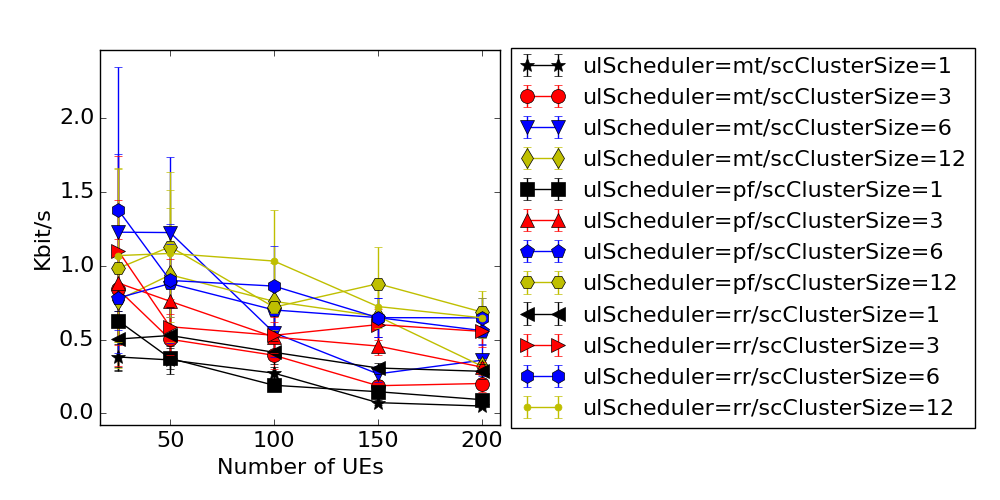 2.0
1.5
1.0
0.5
0.0
Kbit/s
50
100
150
200
Number of UEs
ulScheduler=mt/scClusterSize=1
ulScheduler=mt/scClusterSize=3
ulScheduler=mt/scClusterSize=6
ulScheduler=mt/scClusterSize=12
ulScheduler=pf/scClusterSize=1
ulScheduler=pf/scClusterSize=3
ulScheduler=pf/scClusterSize=6
ulScheduler=pf/scClusterSize=12
ulScheduler=rr/scClusterSize=1
ulScheduler=rr/scClusterSize=3
ulScheduler=rr/scClusterSize=6
ulScheduler=rr/scClusterSize=12